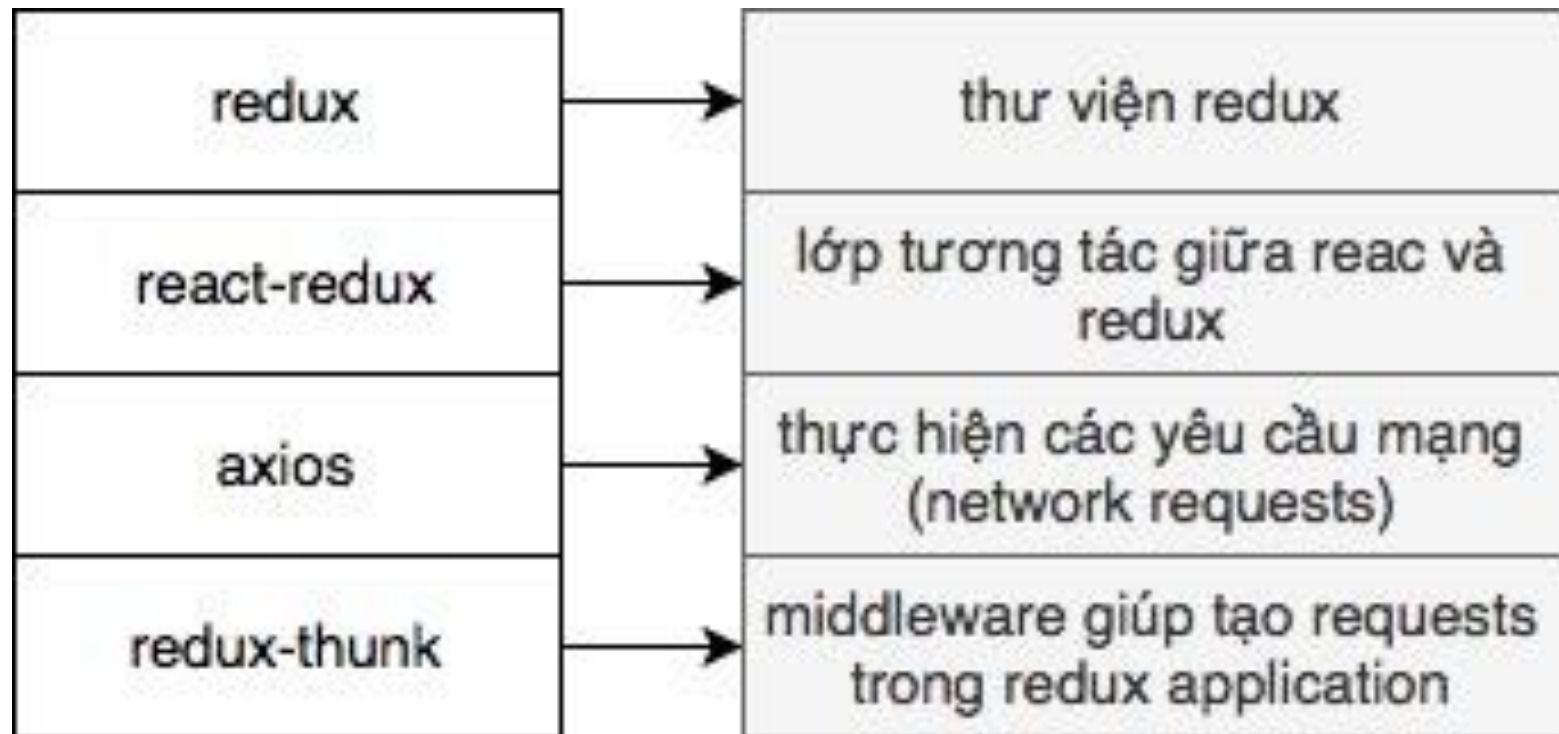 redux
thư viện redux
react-redux
lớp tương tác giữa reac và
redux
axios
thực hiện các yêu cầu mạng
(network requests)
redux-thunk
middleware giúp tạo requests
trong redux application